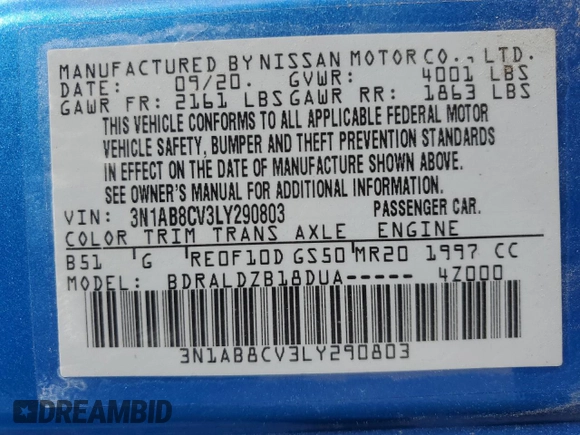 MANUFACTURED BY NISSAN MOTOR CO., LTD.
DATE: 09/20. GVWR: 4001 LBS
GAWR FR: 2161 LBS GAWR RR: 1863 LBS
THIS VEHICLE CONFORMS TO ALL APPLICABLE FEDERAL MOTOR
VEHICLE SAFETY, BUMPER AND THEFT PREVENTION STANDARDS
IN EFFECT ON THE DATE OF MANUFACTURE SHOWN ABOVE.
SEE OWNER'S MANUAL FOR ADDITIONAL INFORMATION.
VIN: 3N1AB8CV3LY290803 PASSENGER CAR.
COLOR TRIM TRANS AXLE ENGINE
B51 G RE0F10D GS50 MR20 1997 CC
MODEL: BDRALDZB18DUA----- 4Z000
3N1AB8CV3LY290803
DREAMBID